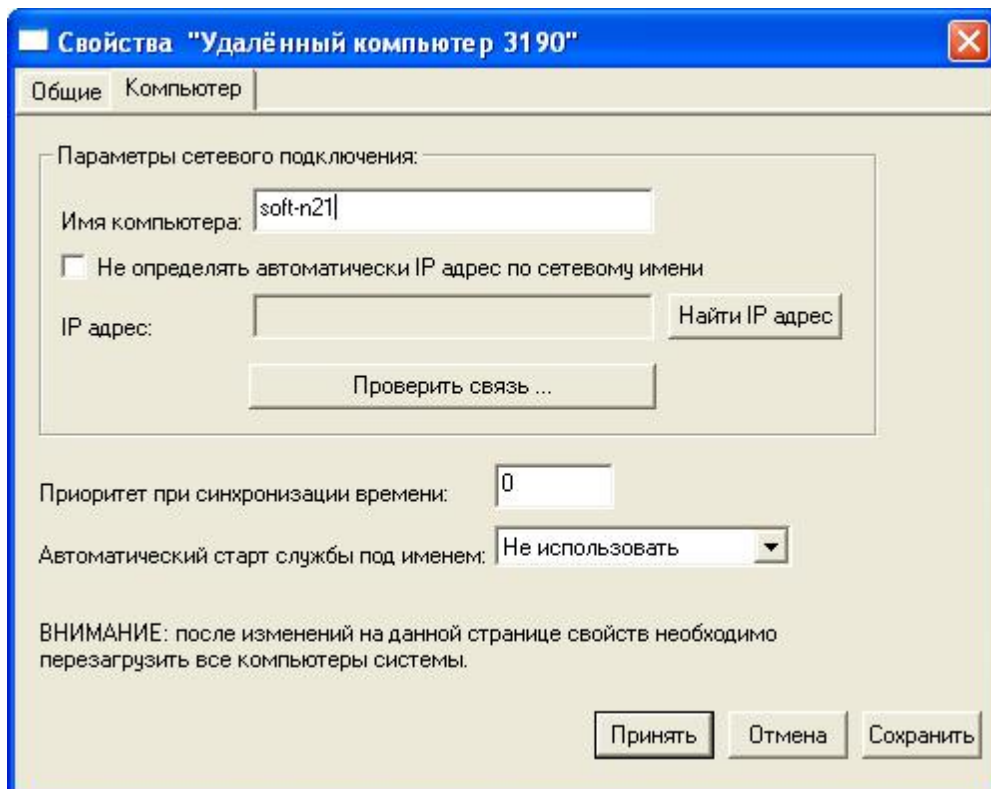 Свойства "Удалённый компьютер 3190"
Общие Компьютер
Параметры сетевого подключения:
Имя компьютера: soft-n21
Не определять автоматически IP адрес по сетевому имени
IP адрес: Найти IP адрес
Проверить связь ...
Приоритет при синхронизации времени: 0
Автоматический старт службы под именем: Не использовать
ВНИМАНИЕ: после изменений на данной странице свойств необходимо
перезагрузить все компьютеры системы.
Принять Отмена Сохранить